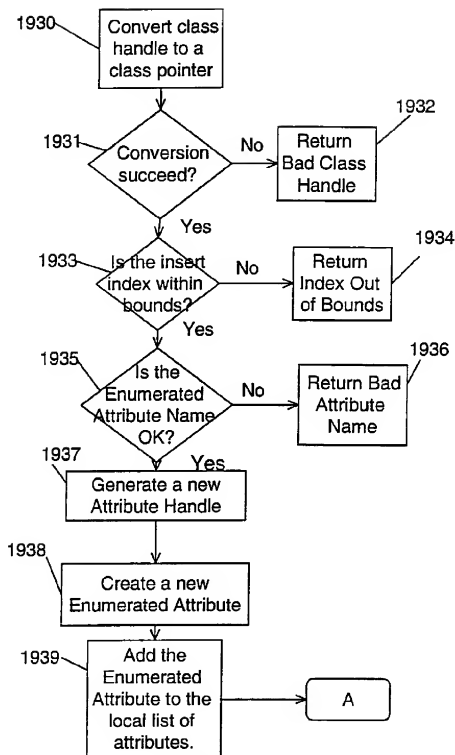 1930
Convert class
handle to a
class pointer
1931
Conversion
succeed?
No
1932
Return
Bad Class
Handle
Yes
1933
Is the insert
index within
bounds?
No
1934
Return
Index Out
of Bounds
Yes
1935
Is the
Enumerated
Attribute Name
OK?
No
1936
Return Bad
Attribute
Name
Yes
1937
Generate a new
Attribute Handle
1938
Create a new
Enumerated Attribute
1939
Add the
Enumerated
Attribute to the
local list of
attributes.
A